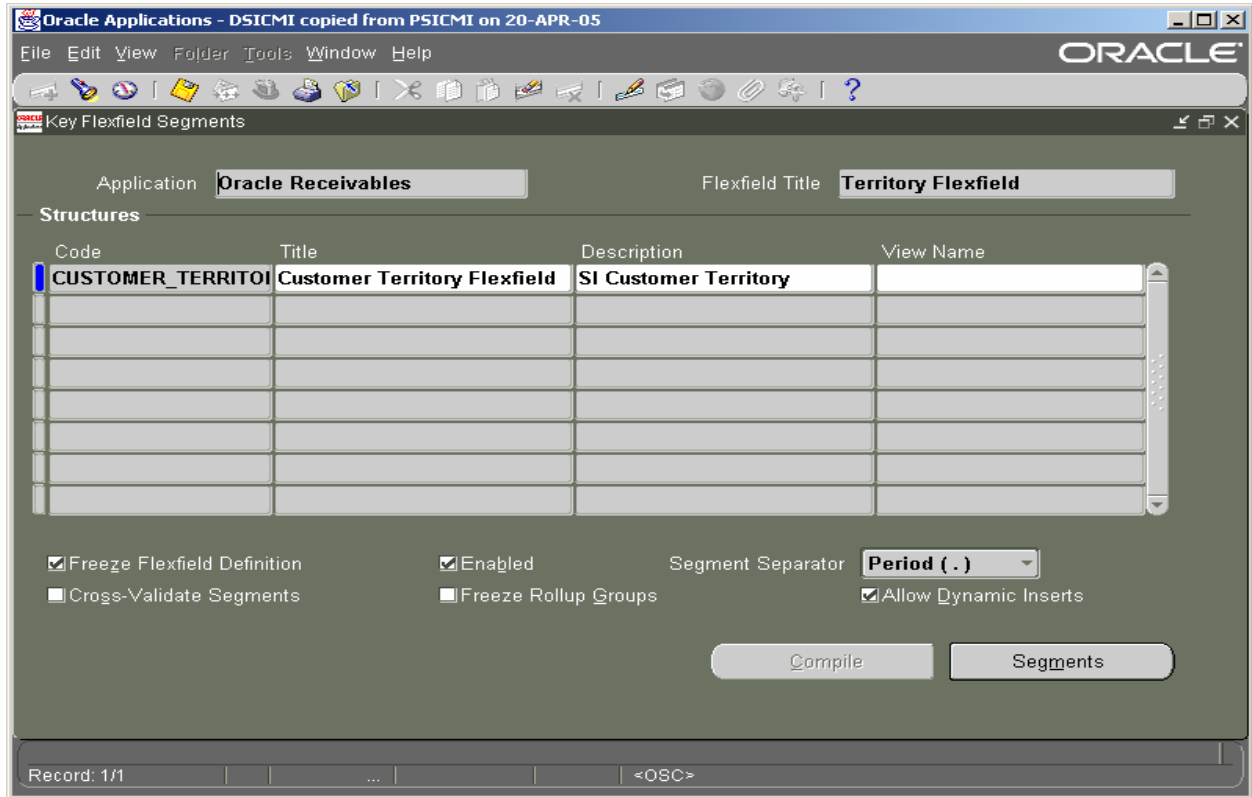 Oracle Applications - DSICMI copied from PSICMI on 20-APR-05
File Edit View Folder Tools Window Help ORACLE
Key Flexfield Segments
Application Oracle Receivables Flexfield Title Territory Flexfield
Structures
Code Title Description View Name
CUSTOMER_TERRITOI Customer Territory Flexfield SI Customer Territory
Freeze Flexfield Definition Enabled Segment Separator Period (.)
Cross-Validate Segments Freeze Rollup Groups Allow Dynamic Inserts
Compile Segments
Record: 1/1 ... <OSC>